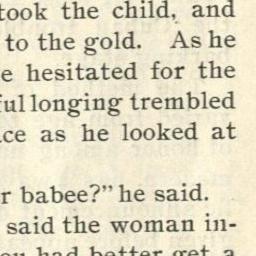 took the child, and
to the gold. As he
e hesitated for the
ful longing trembled
ce as he looked at
r babee?" he said.
said the woman in-
ou had better get a